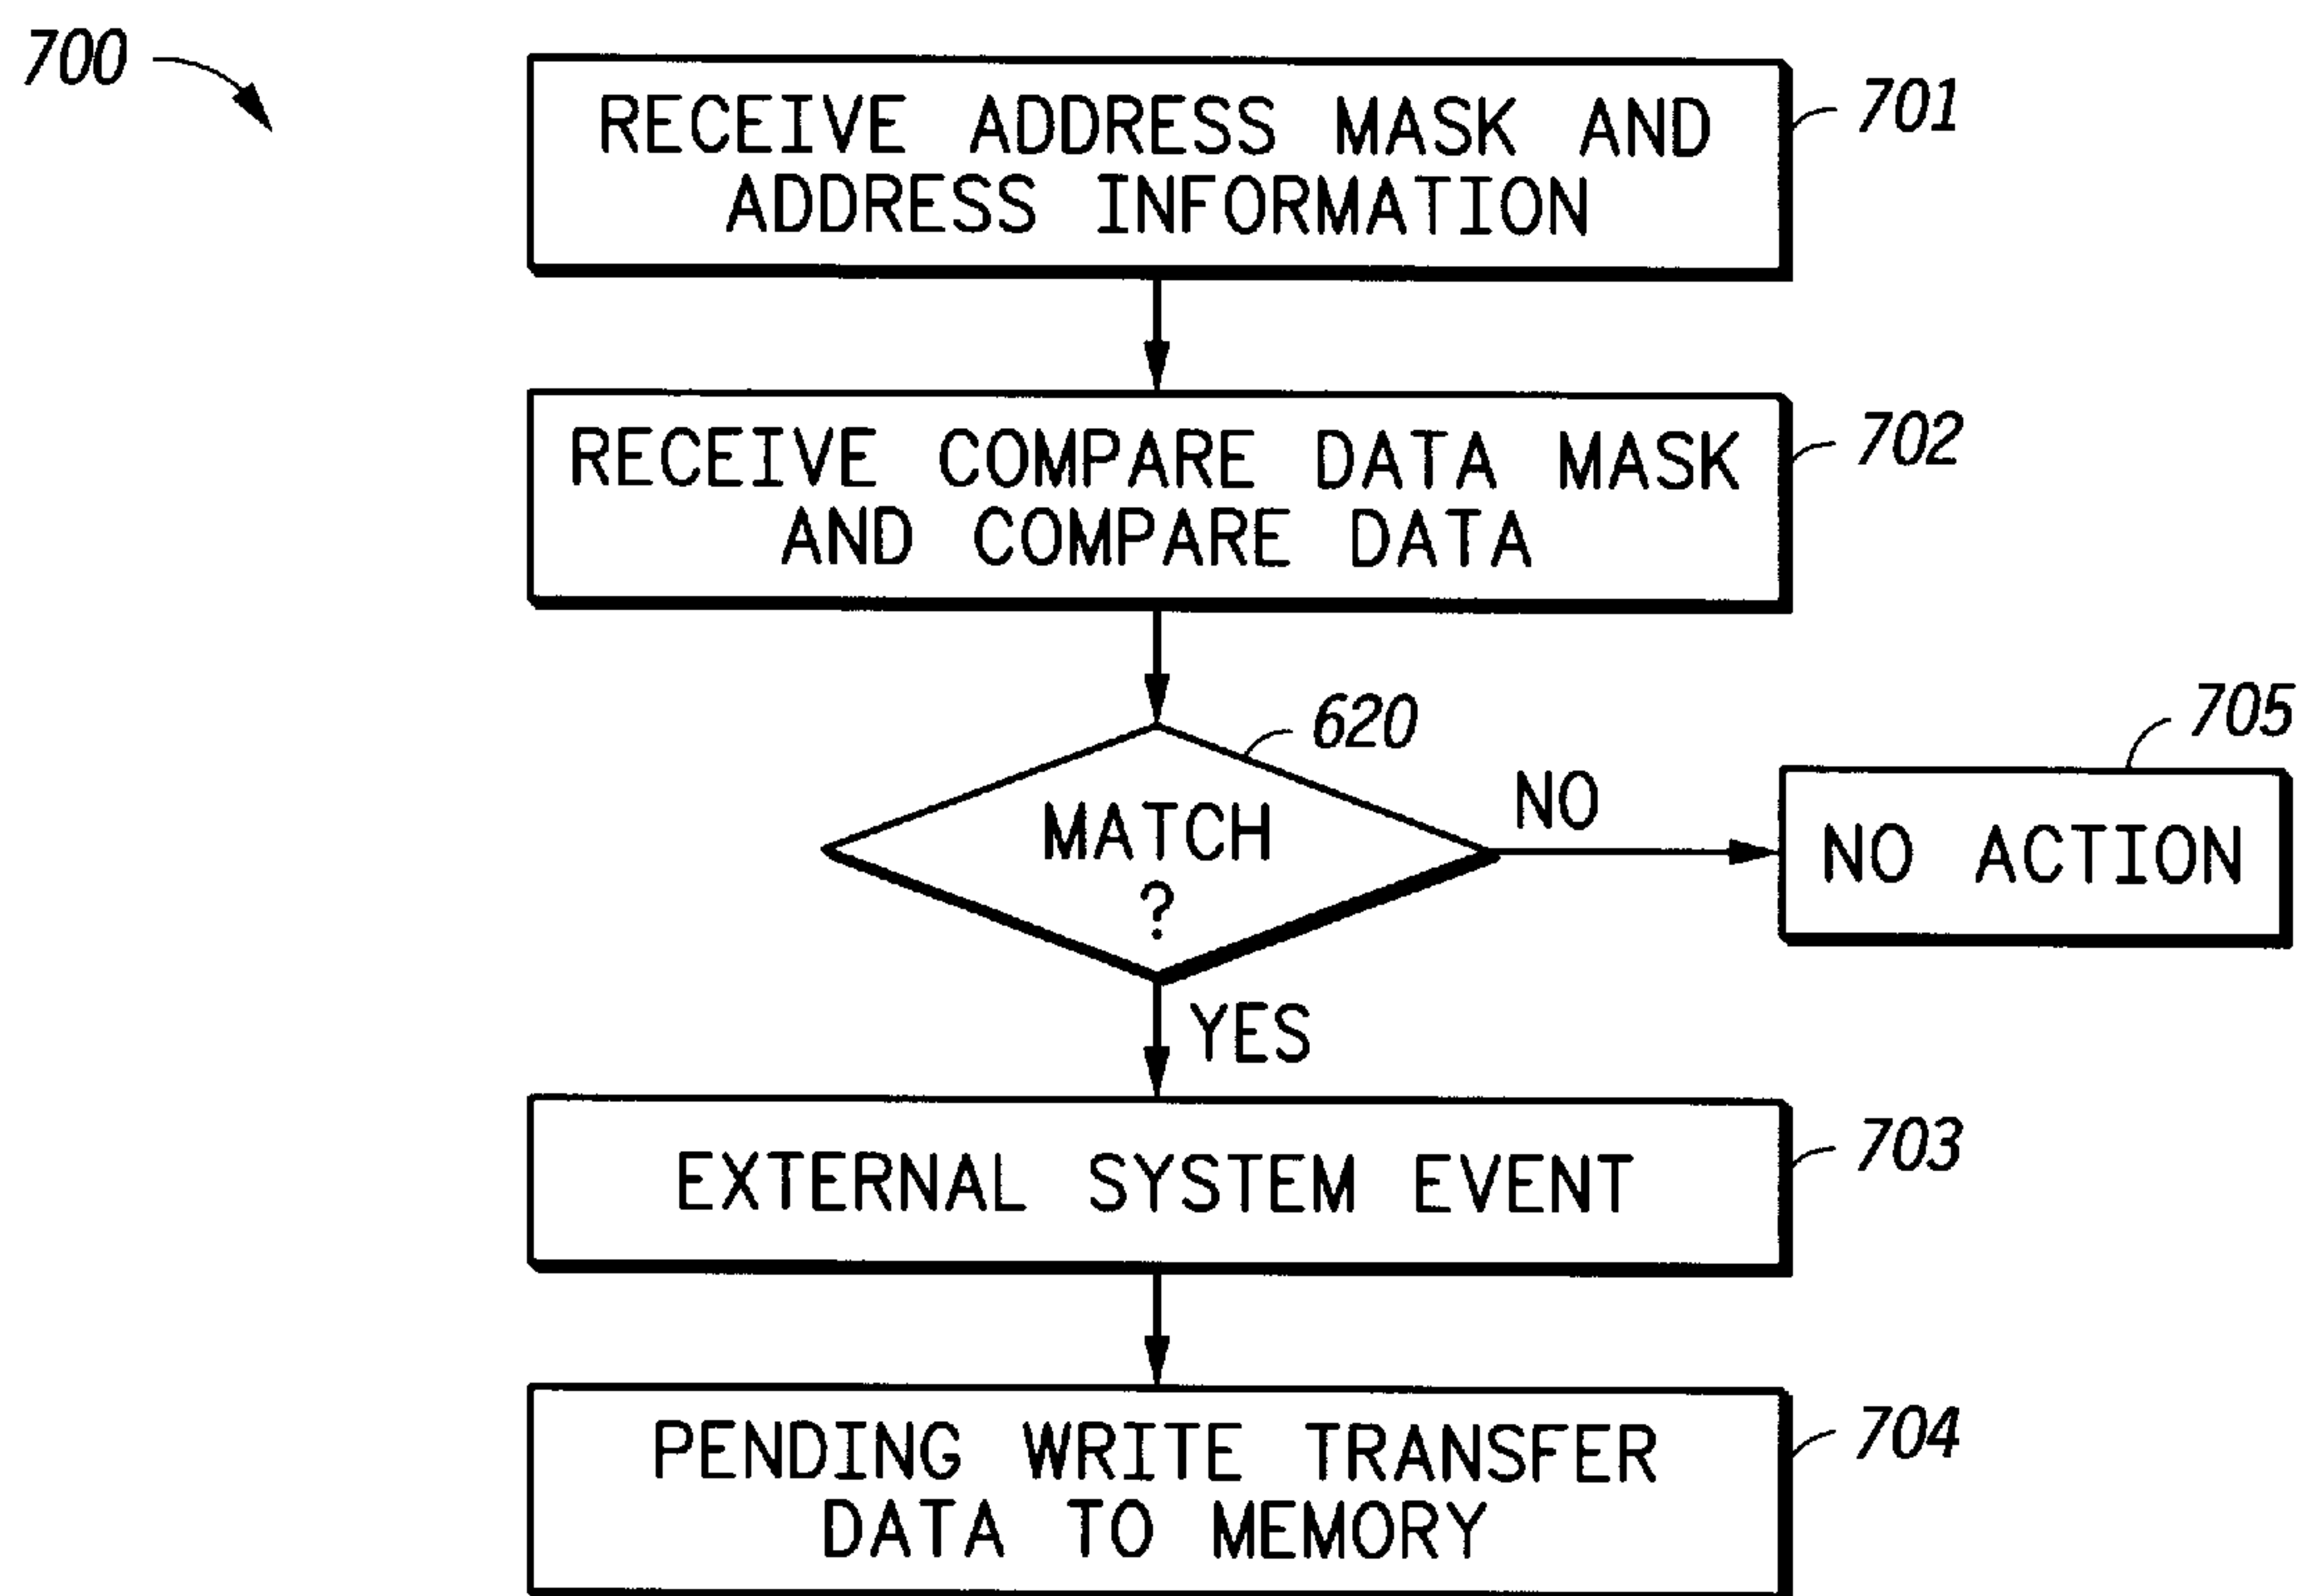 700
RECEIVE ADDRESS MASK AND
ADDRESS INFORMATION
701
RECEIVE COMPARE DATA MASK
AND COMPARE DATA
702
620
MATCH
?
NO
705
NO ACTION
YES
EXTERNAL SYSTEM EVENT
703
PENDING WRITE TRANSFER
DATA TO MEMORY
704